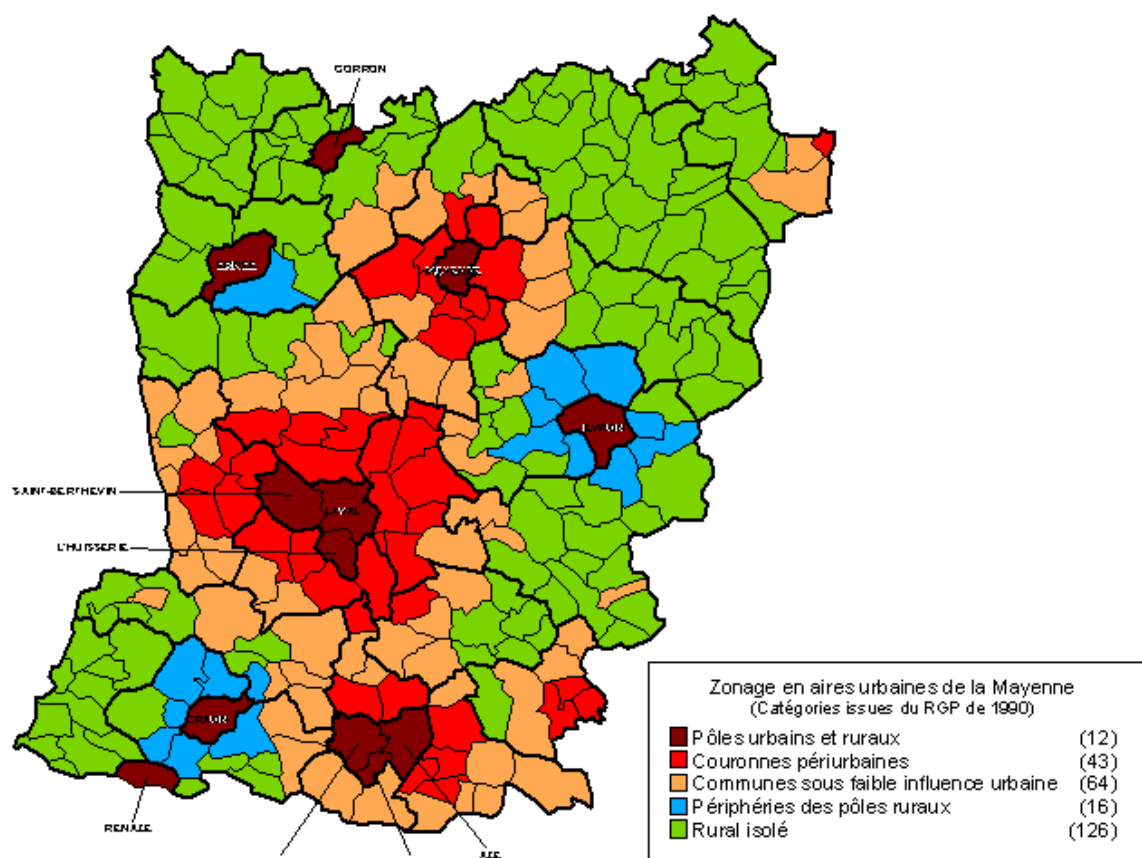 GORRON
MAYENNE
SAINT-BERTHEVIN
LAVAL
L'HUISSERIE
Zonage en aires urbaines de la Mayenne
(Catégories issues du RGP de 1990)
Pôles urbains et ruraux (12)
Couronnes périurbaines (43)
Communes sous faible influence urbaine (64)
Périphéries des pôles ruraux (16)
Rural isolé (126)
RENAZE